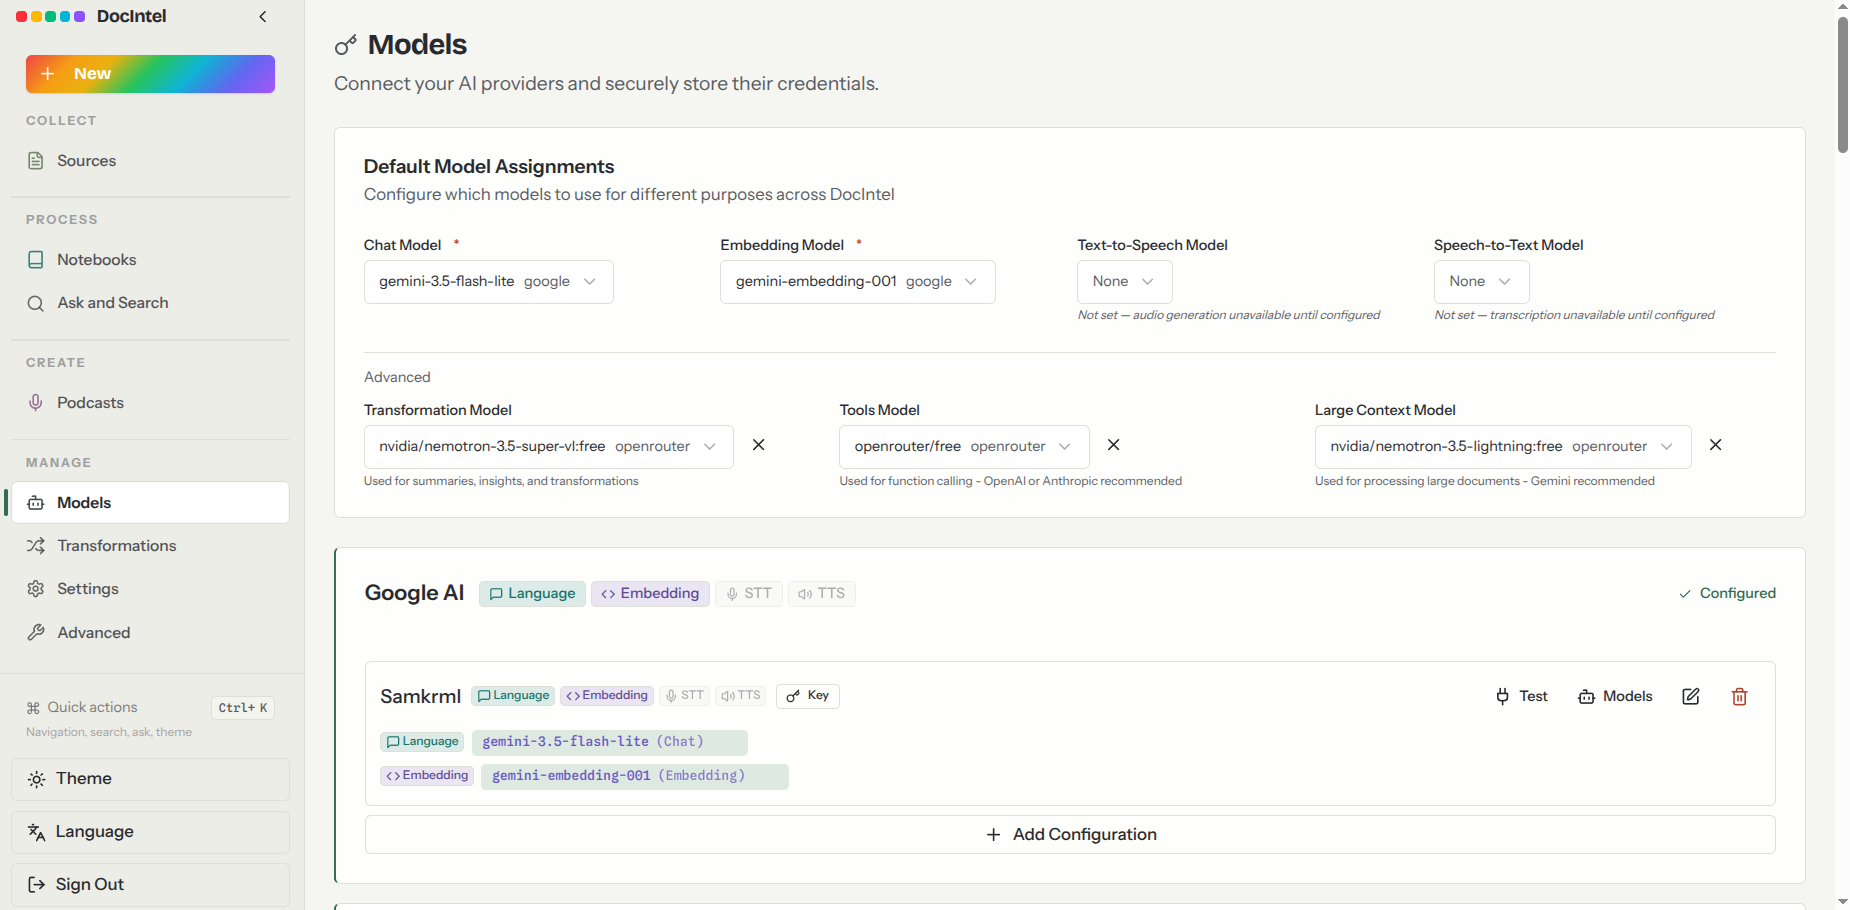 DocIntel
New
COLLECT
Sources
PROCESS
Notebooks
Ask and Search
CREATE
Podcasts
MANAGE
Models
Transformations
Settings
Advanced
Quick actions Ctrl+ K
Navigation, search, ask, theme
Theme
Language
Sign Out
Models
Connect your AI providers and securely store their credentials.
Default Model Assignments
Configure which models to use for different purposes across DocIntel
Chat Model * Embedding Model * Text-to-Speech Model Speech-to-Text Model
gemini-3.5-flash-lite google gemini-embedding-001 google None None
Not set — audio generation unavailable until configured Not set — transcription unavailable until configured
Advanced
Transformation Model Tools Model Large Context Model
nvidia/nemotron-3.5-super-vl:free openrouter openrouter/free openrouter nvidia/nemotron-3.5-lightning:free openrouter
Used for summaries, insights, and transformations Used for function calling - OpenAI or Anthropic recommended Used for processing large documents - Gemini recommended
Google AI Language Embedding STT TTS Configured
Samkrml Language Embedding STT TTS Key Test Models
Language gemini-3.5-flash-lite (Chat)
Embedding gemini-embedding-001 (Embedding)
Add Configuration